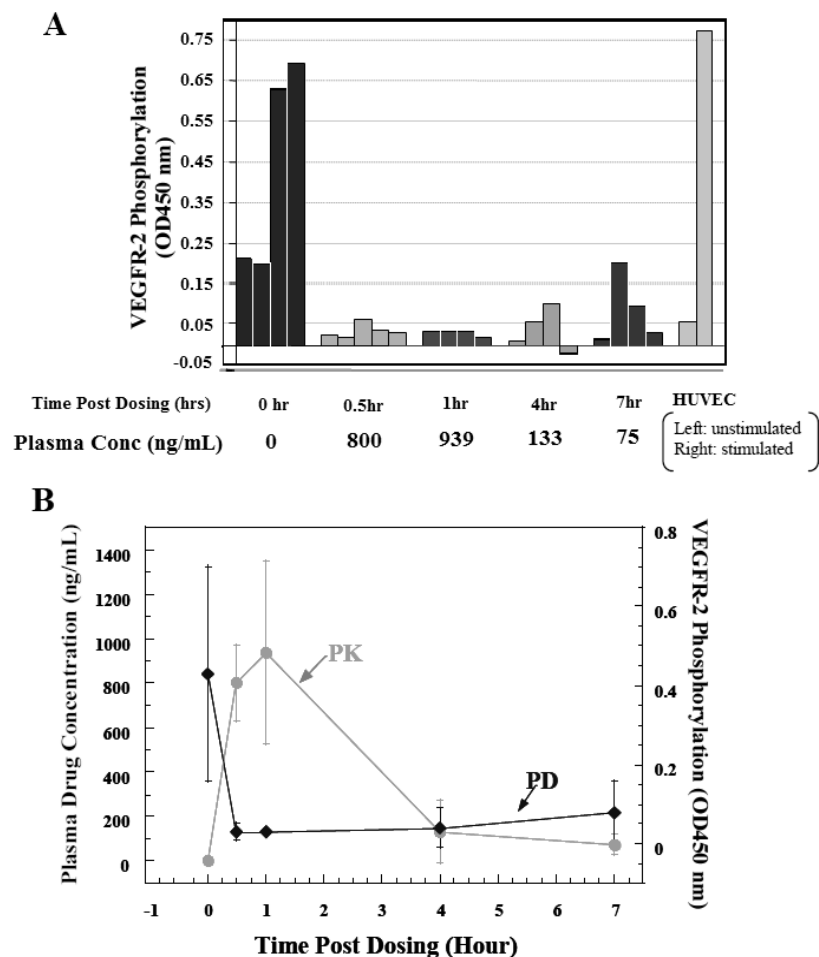 A
VEGFR-2 Phosphorylation
(OD450 nm)
0.75
0.65
0.55
0.45
0.35
0.25
0.15
0.05
-0.05
Time Post Dosing (hrs) 0 hr 0.5hr 1hr 4hr 7hr HUVEC
Plasma Conc (ng/mL) 0 800 939 133 75
Left: unstimulated
Right: stimulated
B
Plasma Drug Concentration (ng/mL)
1400
1200
1000
800
600
400
200
0
PK
PD
0.8
0.6
0.4
0.2
0
VEGFR-2 Phosphorylation (OD450 nm)
-1 0 1 2 3 4 5 6 7
Time Post Dosing (Hour)